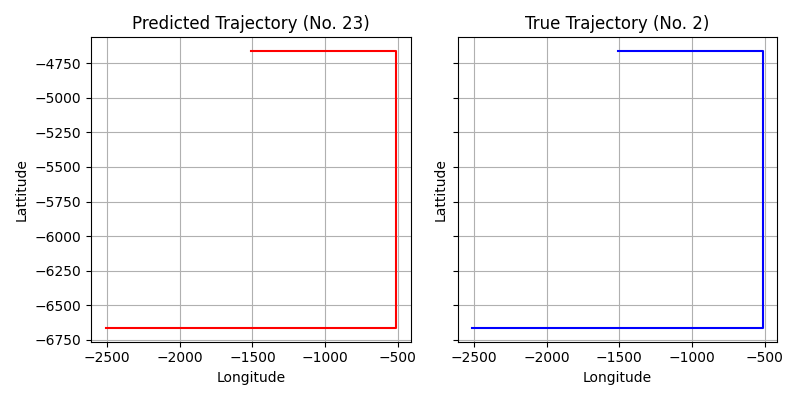 Predicted Trajectory (No. 23)
True Trajectory (No. 2)
−4750
−5000
−5250
−5500
−5750
−6000
−6250
−6500
−6750
Lattitude
Lattitude
−2500 −2000 −1500 −1000 −500
−2500 −2000 −1500 −1000 −500
Longitude
Longitude